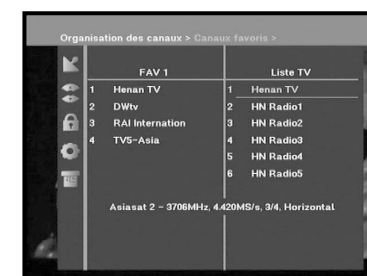 Organisation des canaux > Canaux favoris >
FAV 1
1 Henan TV
2 DWtv
3 RAI Internation
4 TV5-Asia
Liste TV
1 Henan TV
2 HN Radio1
3 HN Radio2
4 HN Radio3
5 HN Radio4
6 HN Radio5
Asiasat 2 - 3706MHz, 4.420MS/s, 3/4, Horizontal